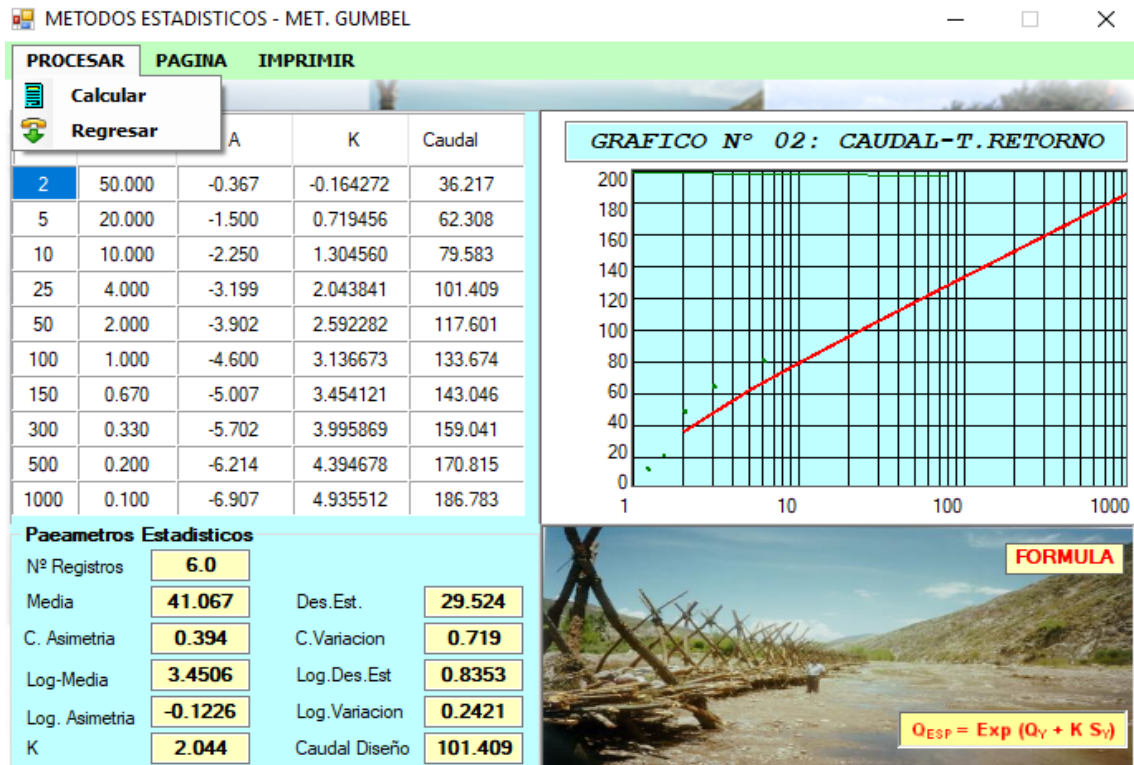 METODOS ESTADISTICOS - MET. GUMBEL
PROCESAR PAGINA IMPRIMIR
Calcular
Regresar
A K Caudal
2 50.000 -0.367 -0.164272 36.217
5 20.000 -1.500 0.719456 62.308
10 10.000 -2.250 1.304560 79.583
25 4.000 -3.199 2.043841 101.409
50 2.000 -3.902 2.592282 117.601
100 1.000 -4.600 3.136673 133.674
150 0.670 -5.007 3.454121 143.046
300 0.330 -5.702 3.995869 159.041
500 0.200 -6.214 4.394678 170.815
1000 0.100 -6.907 4.935512 186.783
GRAFICO Nº 02: CAUDAL-T.RETORNO
200
180
160
140
120
100
80
60
40
20
0
1 10 100 1000
Paeametros Estadisticos
Nº Registros 6.0
Media 41.067 Des.Est. 29.524
C. Asimetria 0.394 C.Variacion 0.719
Log-Media 3.4506 Log.Des.Est 0.8353
Log. Asimetria -0.1226 Log.Variacion 0.2421
K 2.044 Caudal Diseño 101.409
FORMULA
QESP = Exp (QY + K SY)